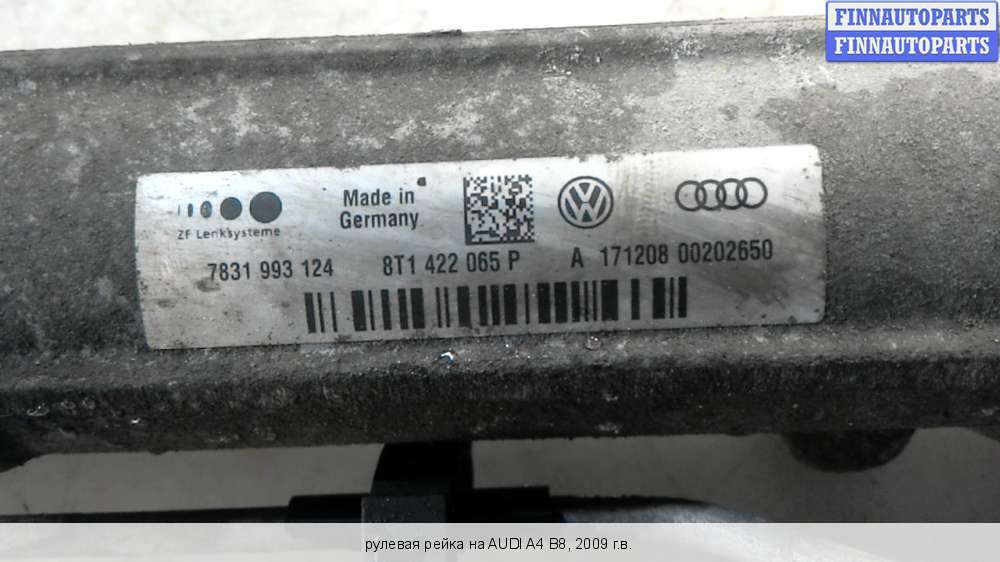 FINNAUTOPARTS
FINNAUTOPARTS
ZF Lenksysteme
Made in
Germany
7831 993 124 8T1 422 065 P A 171208 00202650
рулевая рейка на AUDI A4 B8, 2009 г.в.